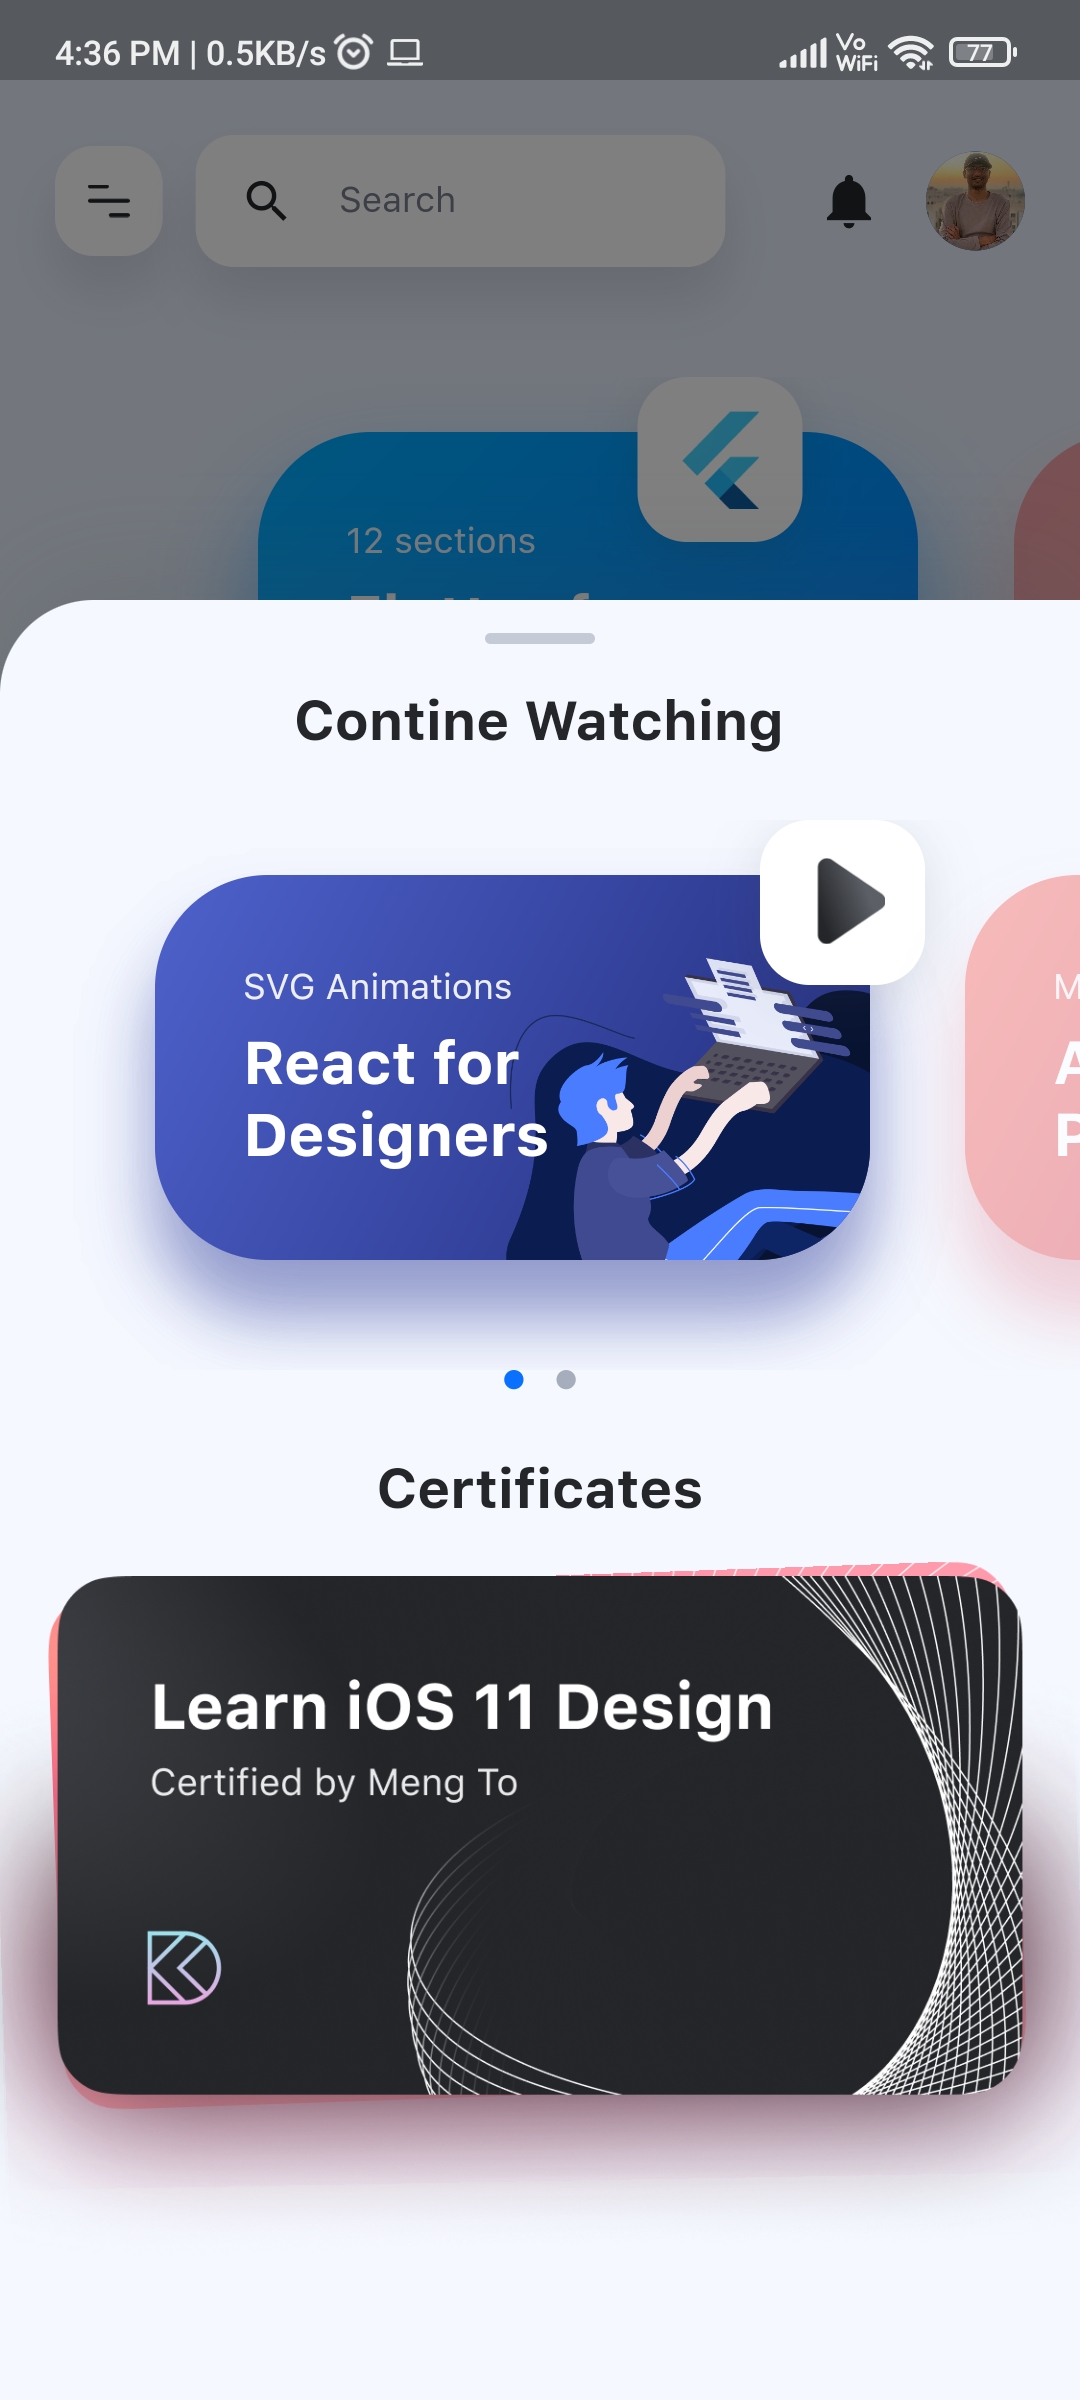 4:36 PM | 0.5KB/s
Vo
WiFi
77
Search
12 sections
SVG Animations
React for
Designers
M
A
P
Contine Watching
Certificates
Learn iOS 11 Design
Certified by Meng To